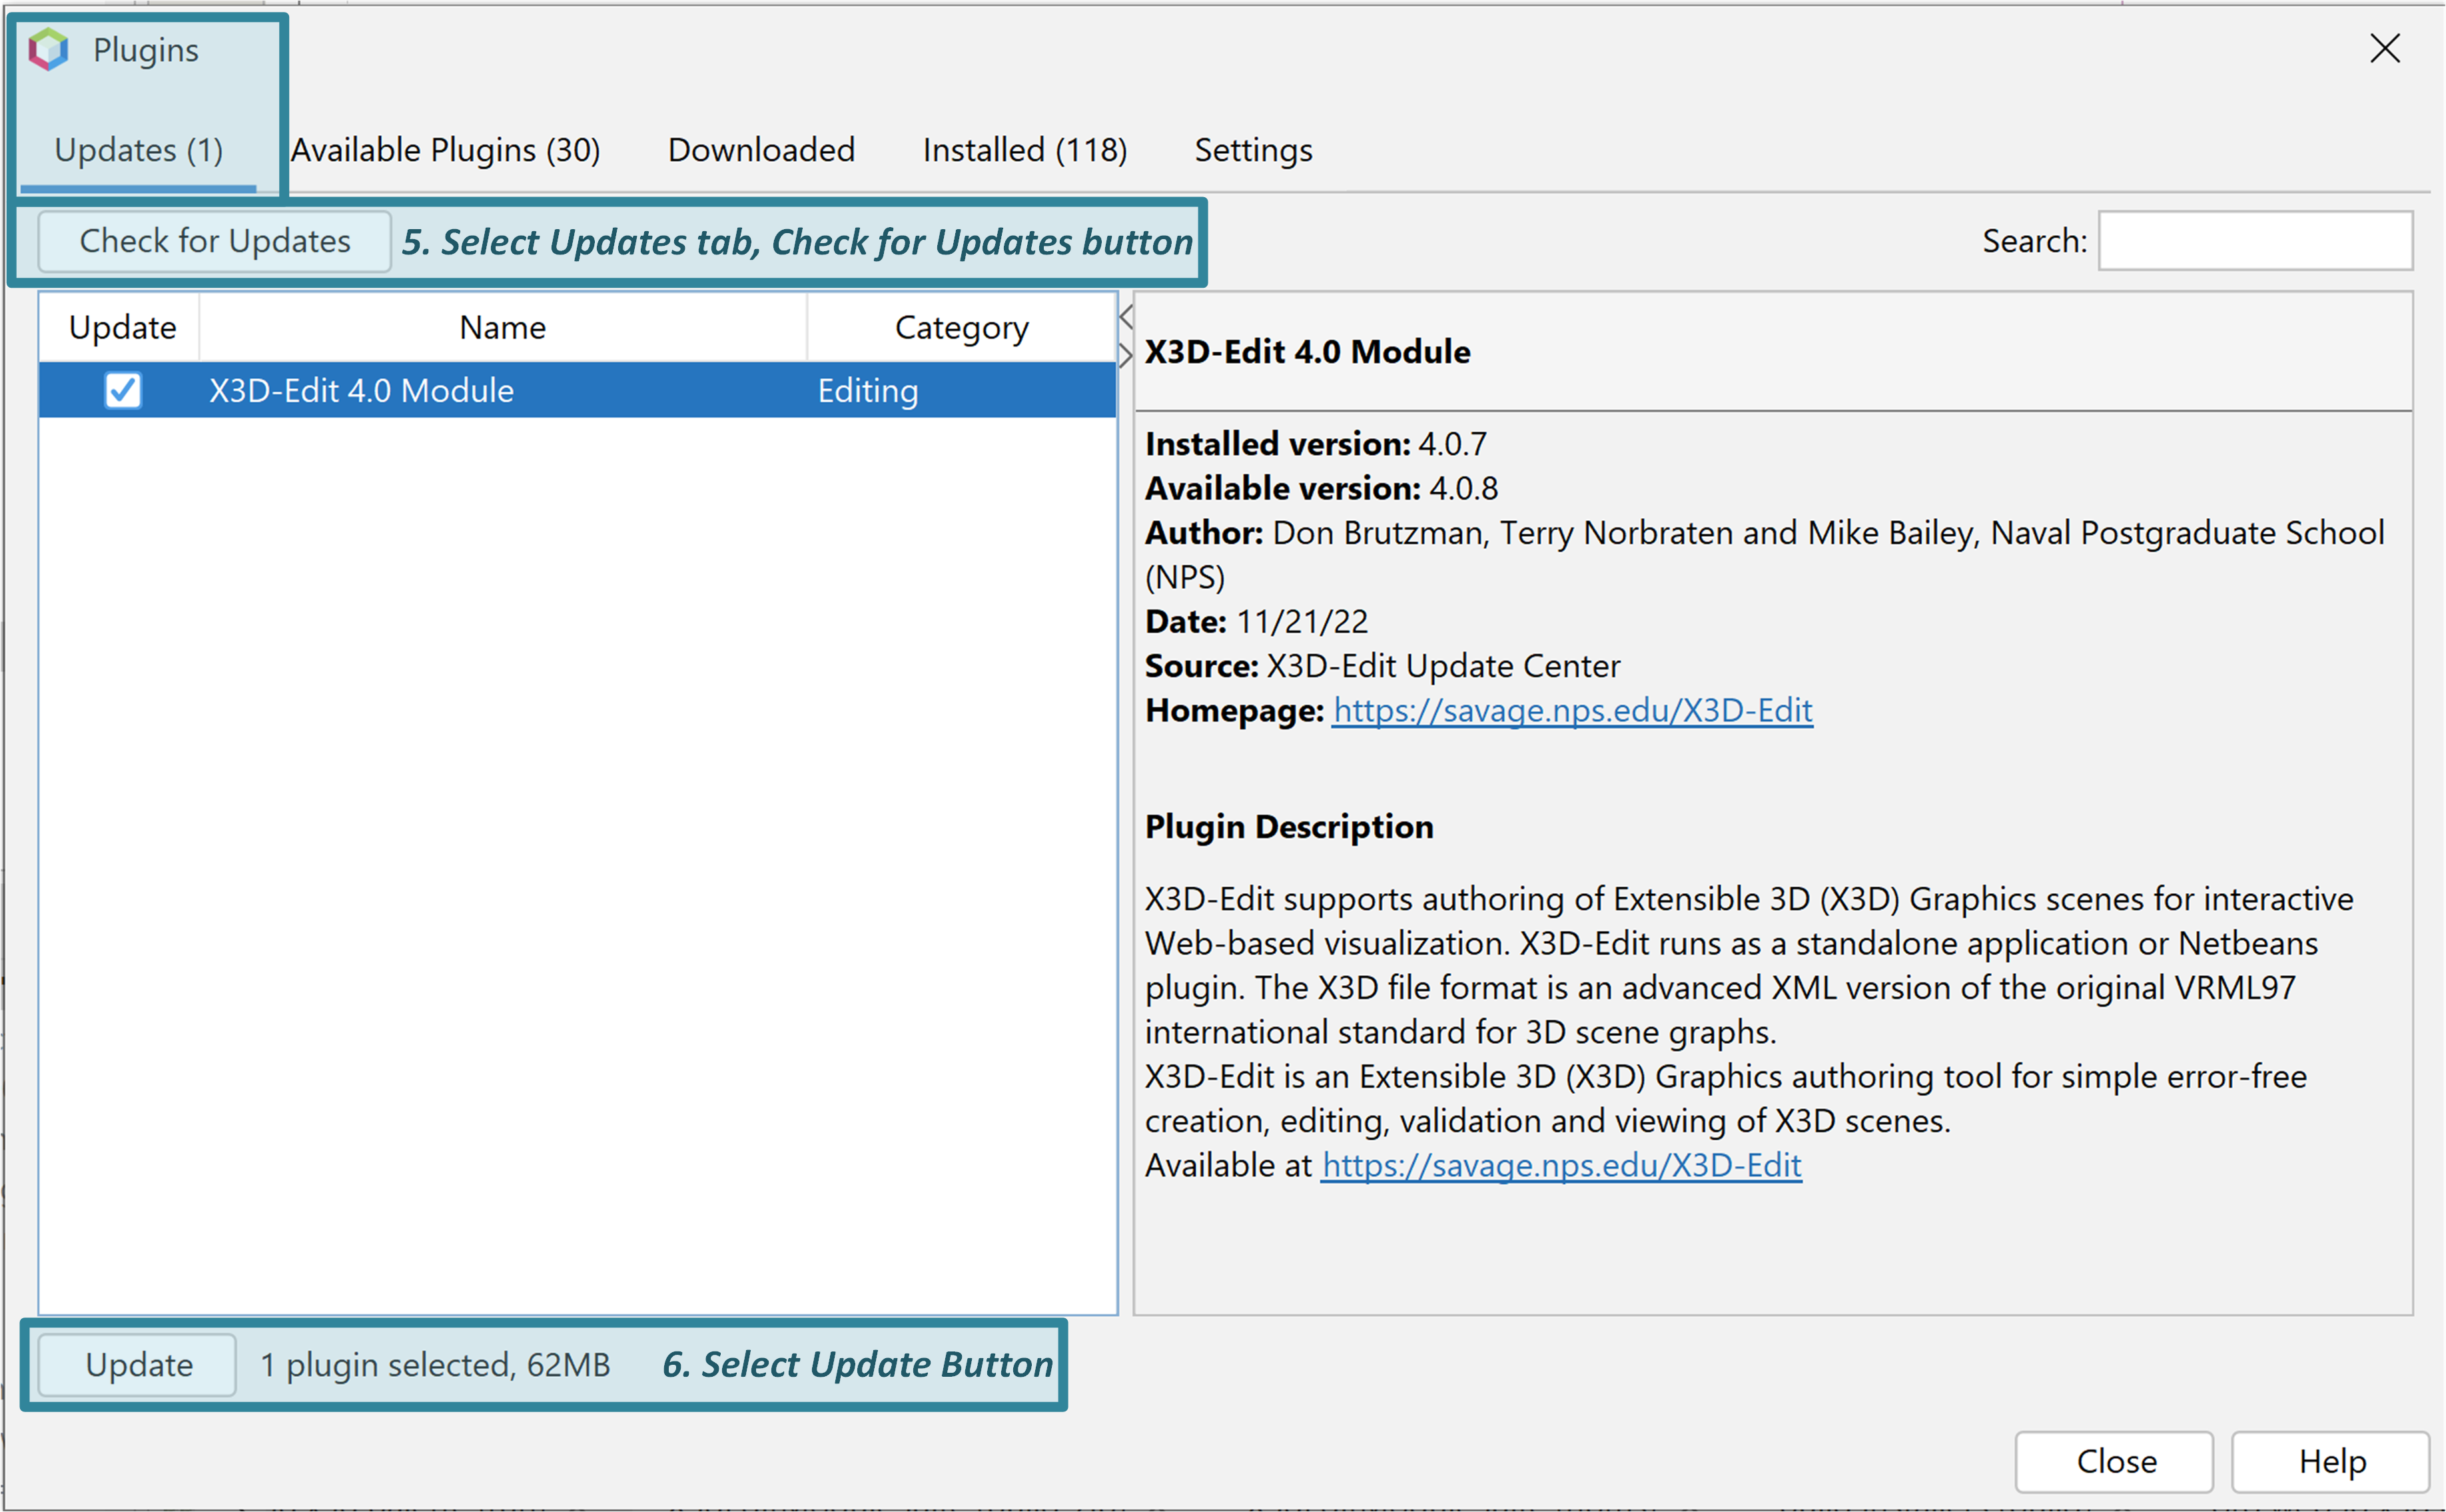 Plugins
Updates (1) Available Plugins (30) Downloaded Installed (118) Settings
Check for Updates 5. Select Updates tab, Check for Updates button Search:
Update Name Category
X3D-Edit 4.0 Module Editing
X3D-Edit 4.0 Module
Installed version: 4.0.7
Available version: 4.0.8
Author: Don Brutzman, Terry Norbraten and Mike Bailey, Naval Postgraduate School
(NPS)
Date: 11/21/22
Source: X3D-Edit Update Center
Homepage: https://savage.nps.edu/X3D-Edit
Plugin Description
X3D-Edit supports authoring of Extensible 3D (X3D) Graphics scenes for interactive
Web-based visualization. X3D-Edit runs as a standalone application or Netbeans
plugin. The X3D file format is an advanced XML version of the original VRML97
international standard for 3D scene graphs.
X3D-Edit is an Extensible 3D (X3D) Graphics authoring tool for simple error-free
creation, editing, validation and viewing of X3D scenes.
Available at https://savage.nps.edu/X3D-Edit
Update 1 plugin selected, 62MB 6. Select Update Button
Close Help